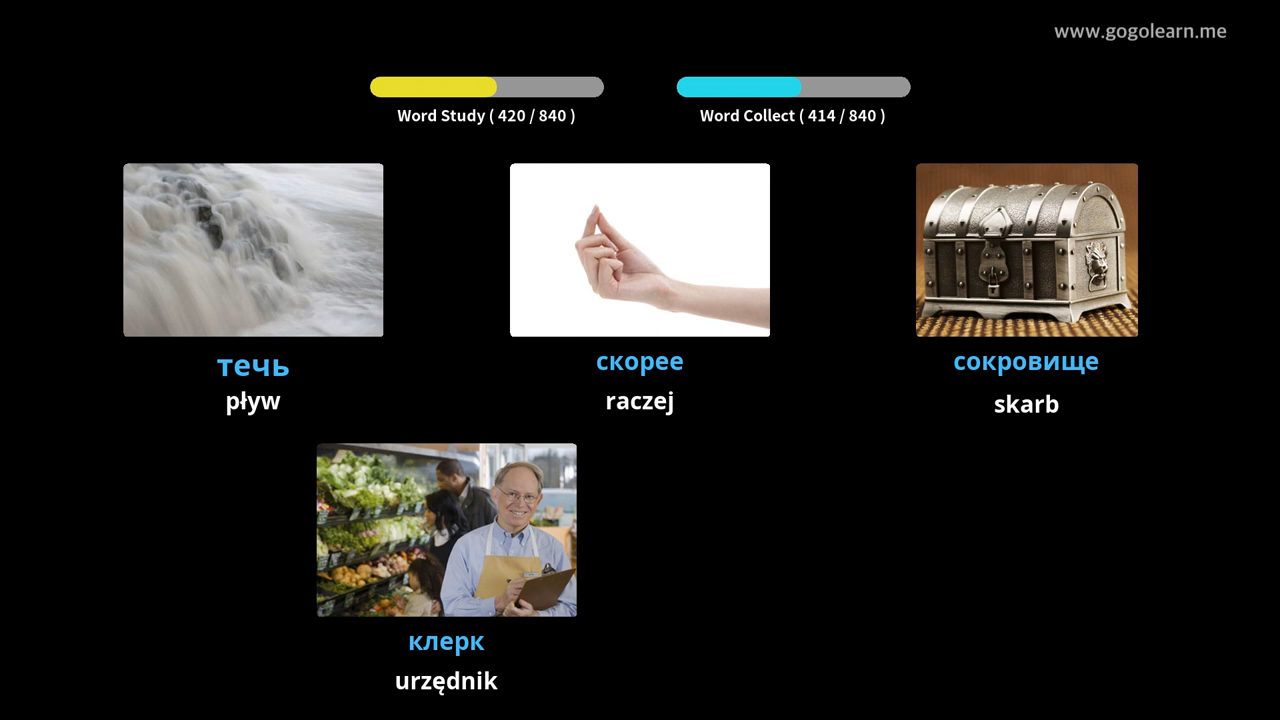 www.gogolearn.me
Word Study ( 420 / 840 )
Word Collect ( 414 / 840 )
течь
pływ
скорее
raczej
сокровище
skarb
клерк
urzędnik